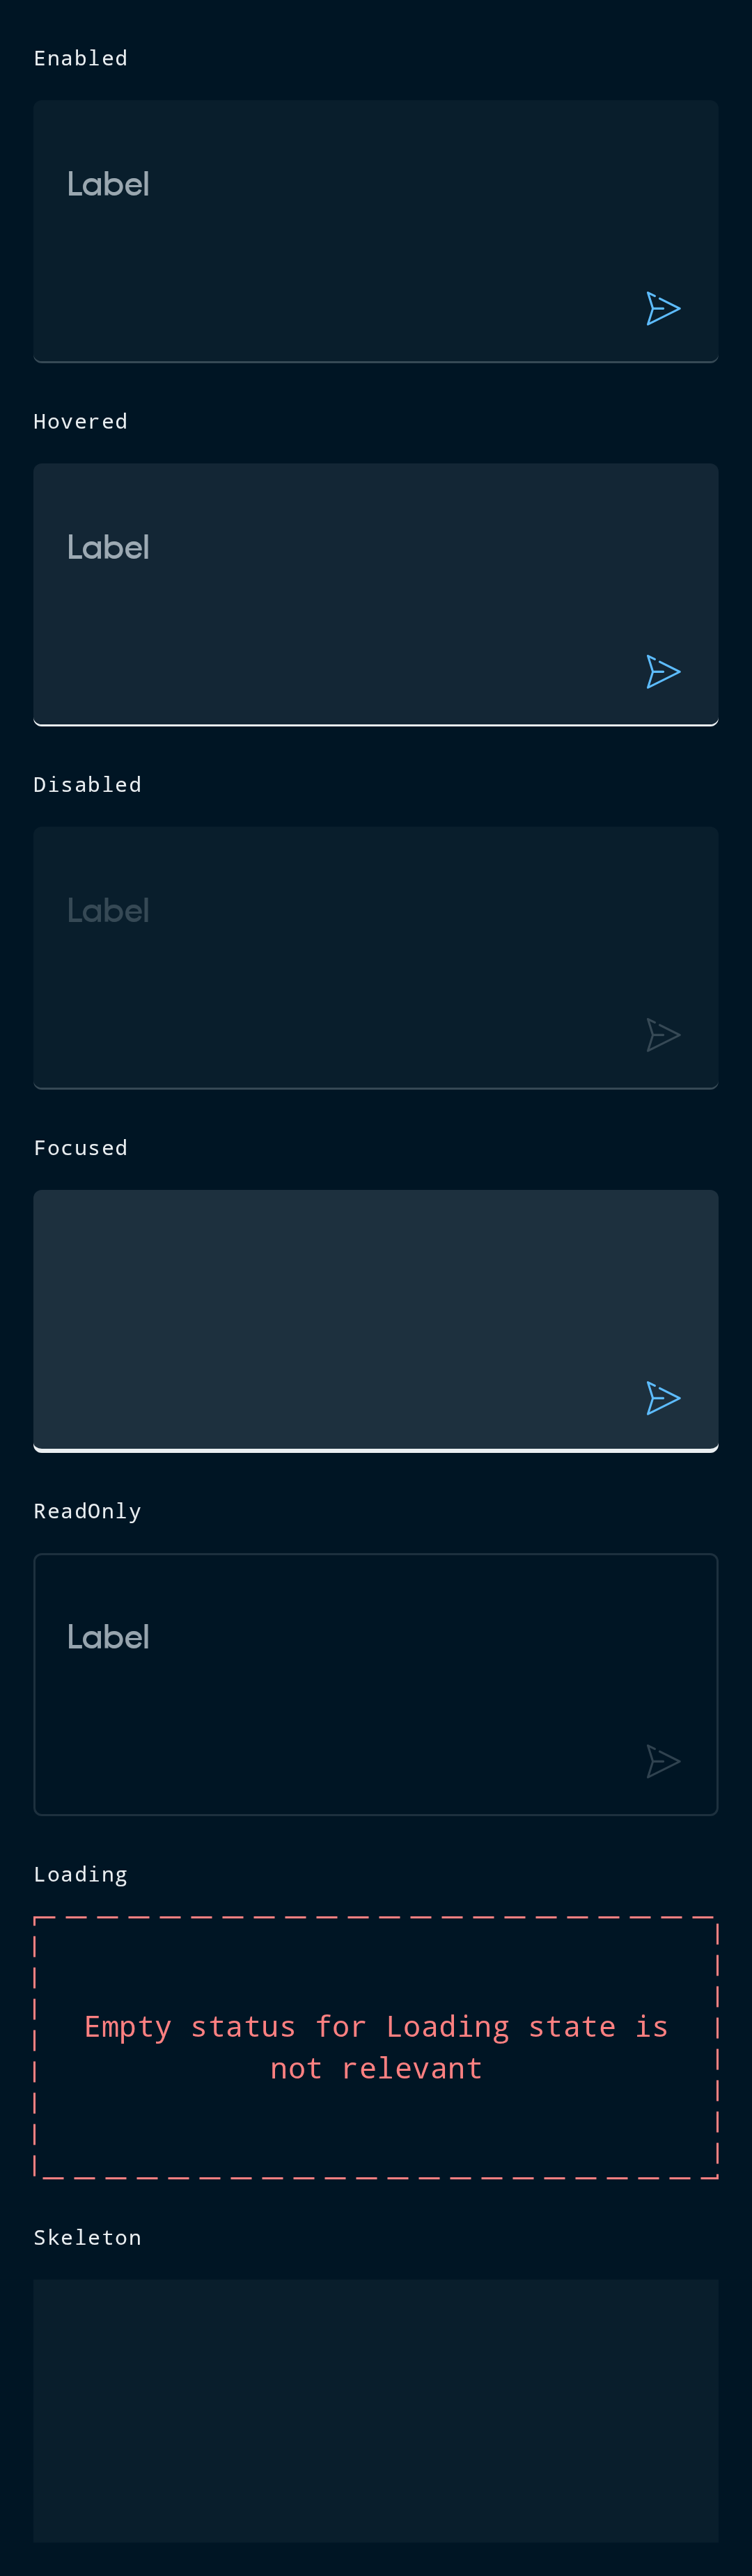 Enabled
Label
Hovered
Label
Disabled
Label
Focused
ReadOnly
Label
Loading
Empty status for Loading state is
not relevant
Skeleton